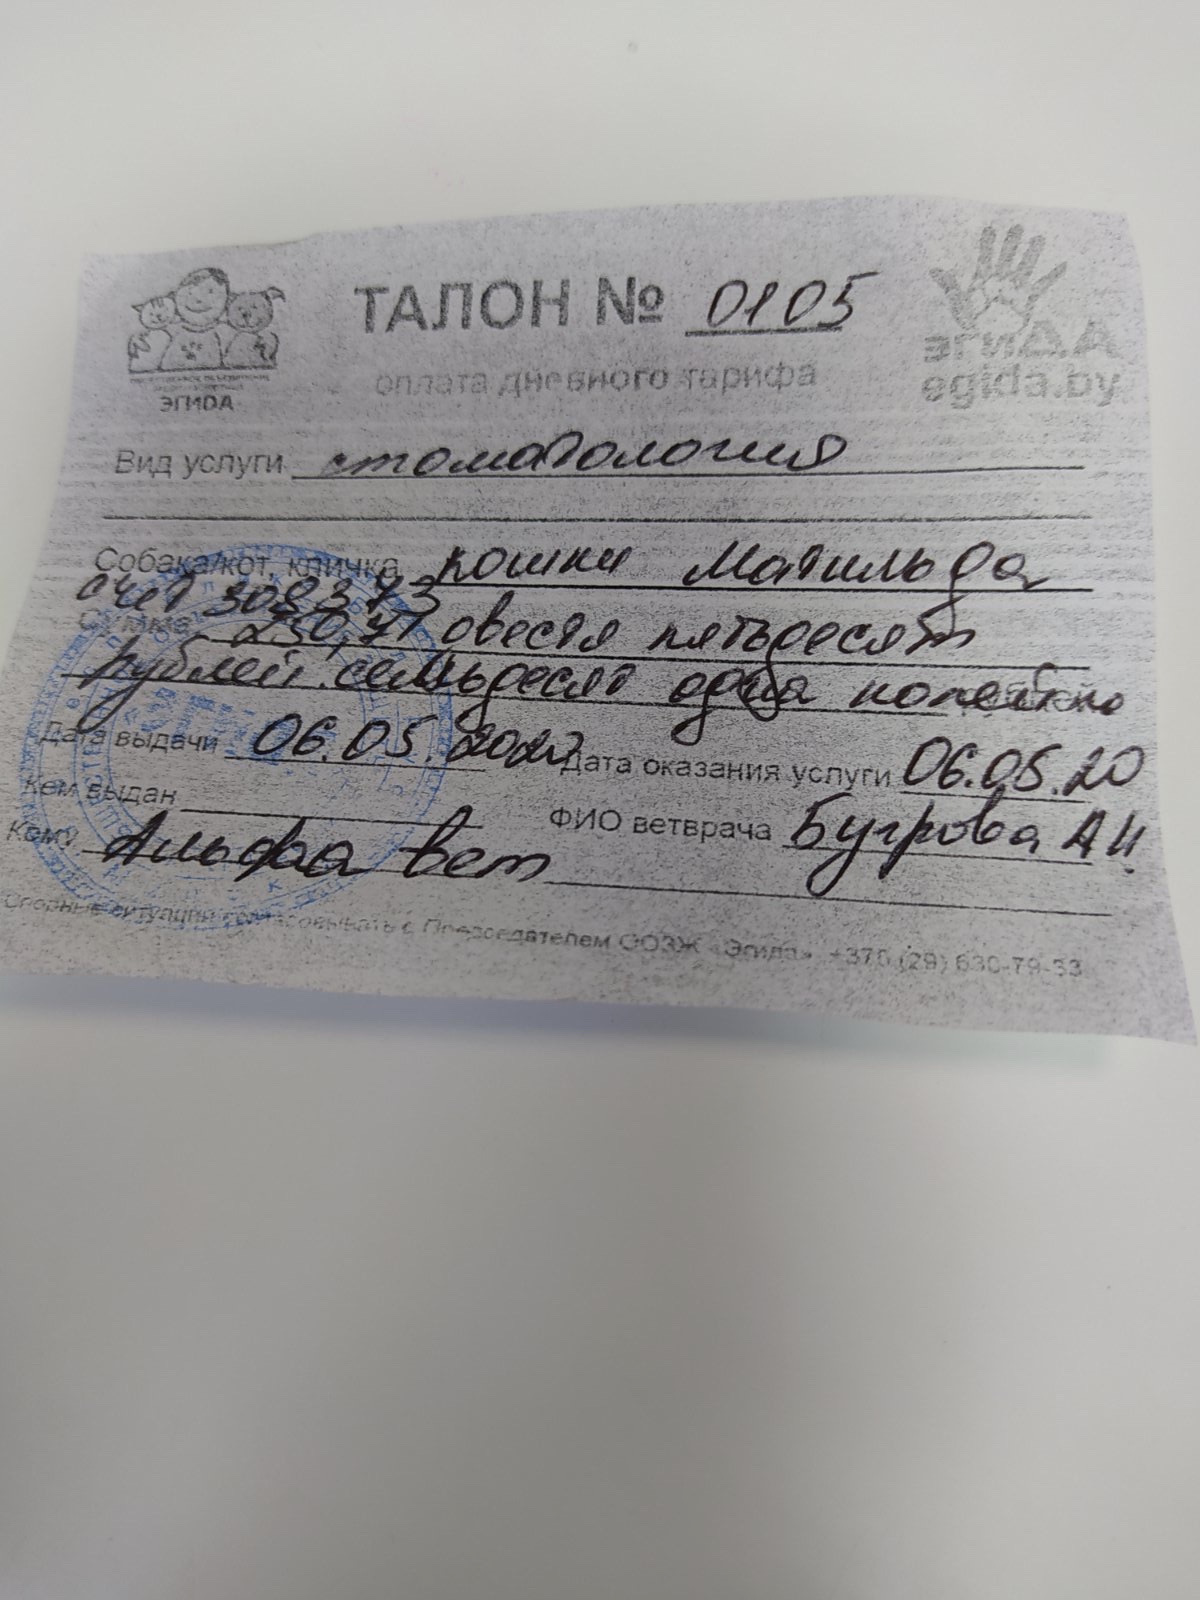 ТАЛОН № 0105
оплата дневного тарифа
ЭГИДА
эгиДА
egida.by
Вид услуги стоматология
Собака/кот, кличка кошки Матильда
счет 308373
Сумма 250,71 двести пятьдесят
рублей семьдесят одна копейка
Дата выдачи 06.05.2020 Дата оказания услуги 06.05.20
Кем выдан ФИО ветврача Бугрова АН
Кому Альфа вет
Спорные ситуации согласовывать с Председателем ООЗЖ «Эгида» +375 (29) 630-79-33